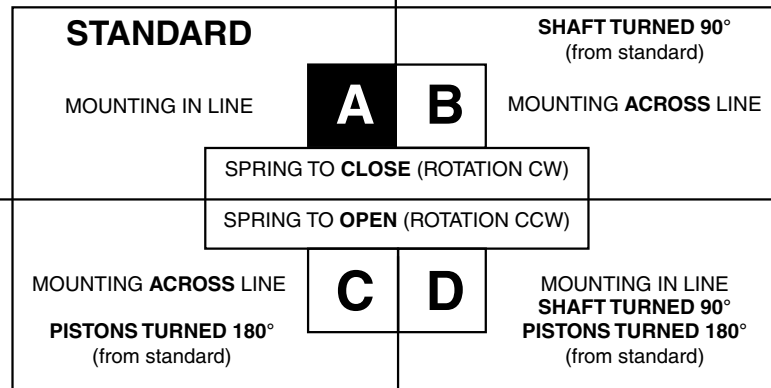 STANDARD
MOUNTING IN LINE
A
B
SHAFT TURNED 90°
(from standard)
MOUNTING ACROSS LINE
SPRING TO CLOSE (ROTATION CW)
SPRING TO OPEN (ROTATION CCW)
MOUNTING ACROSS LINE
PISTONS TURNED 180°
(from standard)
C
D
MOUNTING IN LINE
SHAFT TURNED 90°
PISTONS TURNED 180°
(from standard)